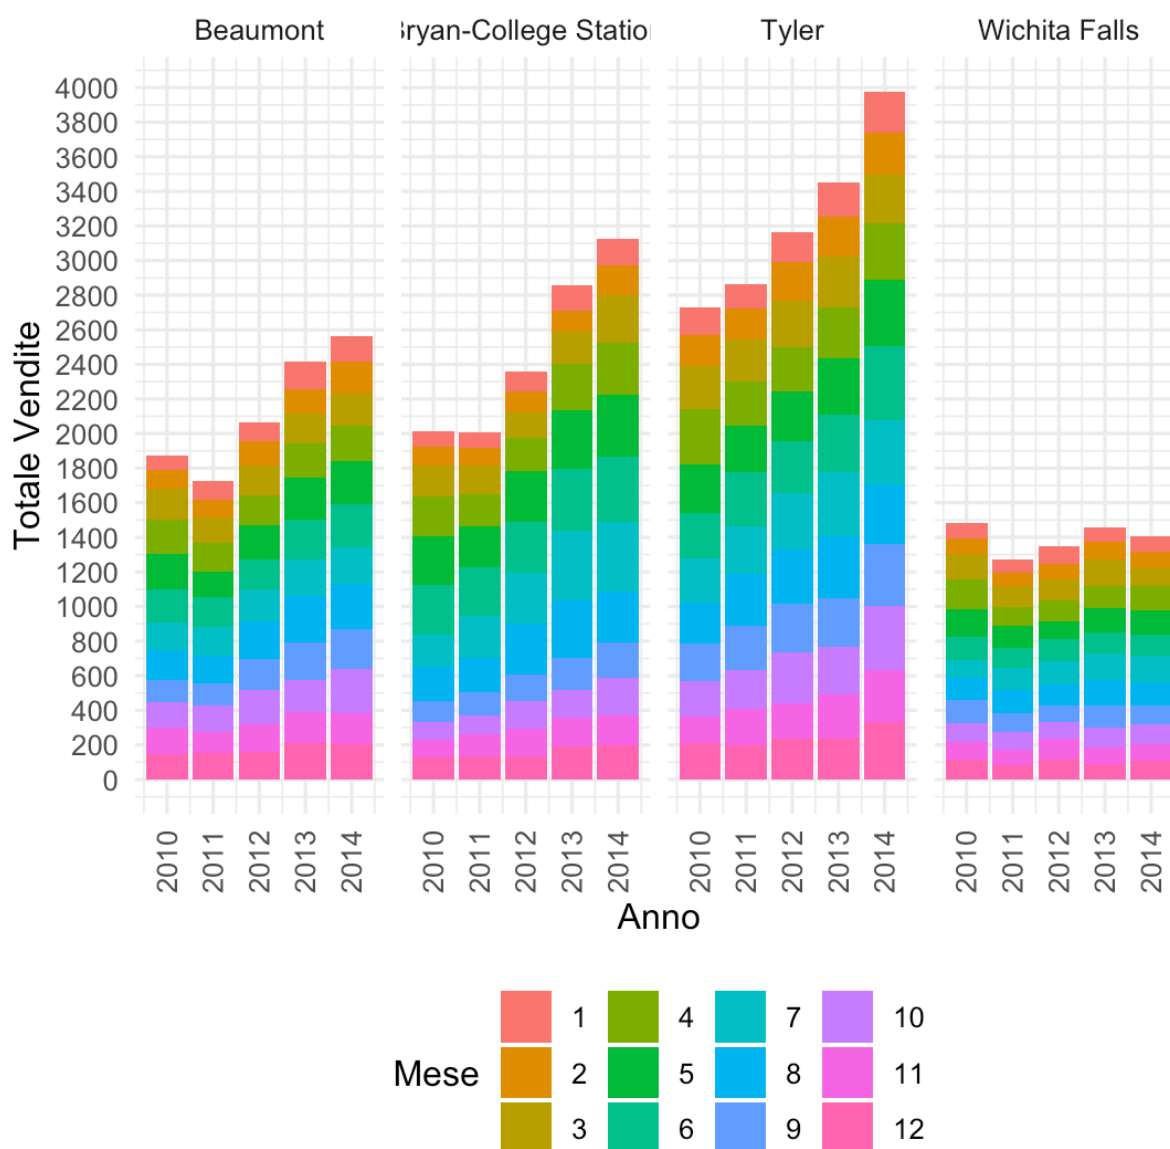 Beaumont
Bryan-College Station
Tyler
Wichita Falls
Totale Vendite
4000
3800
3600
3400
3200
3000
2800
2600
2400
2200
2000
1800
1600
1400
1200
1000
800
600
400
200
0
2010 2011 2012 2013 2014
2010 2011 2012 2013 2014
2010 2011 2012 2013 2014
2010 2011 2012 2013 2014
Anno
Mese
1 4 7 10
2 5 8 11
3 6 9 12